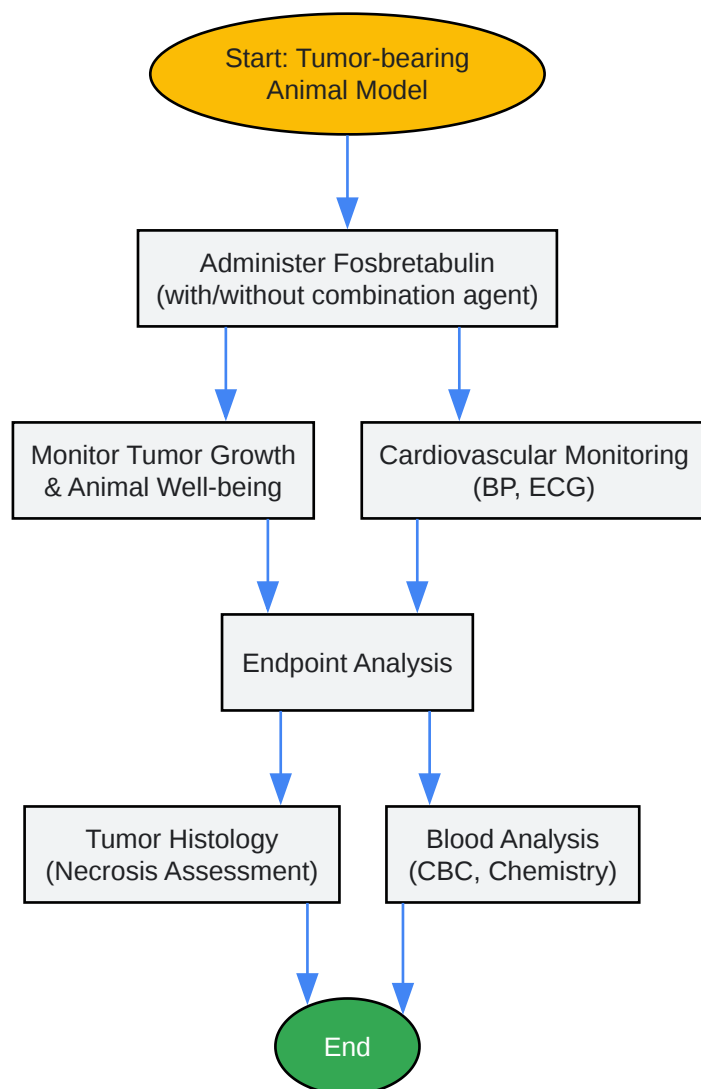 Start: Tumor-bearing
Animal Model
Administer Fosbretabulin
(with/without combination agent)
Monitor Tumor Growth
& Animal Well-being
Cardiovascular Monitoring
(BP, ECG)
Endpoint Analysis
Tumor Histology
(Necrosis Assessment)
Blood Analysis
(CBC, Chemistry)
End